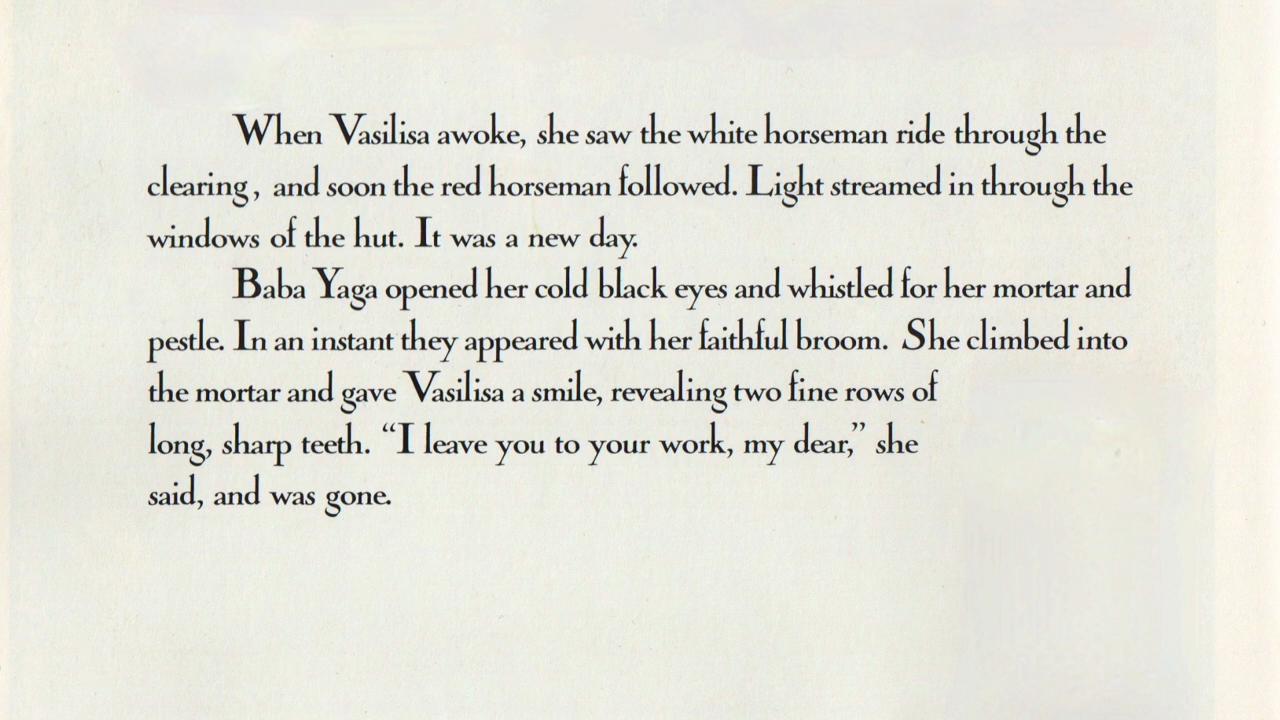 When Vasilisa awoke, she saw the white horseman ride through the
clearing, and soon the red horseman followed. Light streamed in through the
windows of the hut. It was a new day.
Baba Yaga opened her cold black eyes and whistled for her mortar and
pestle. In an instant they appeared with her faithful broom. She climbed into
the mortar and gave Vasilisa a smile, revealing two fine rows of
long, sharp teeth. “I leave you to your work, my dear,” she
said, and was gone.